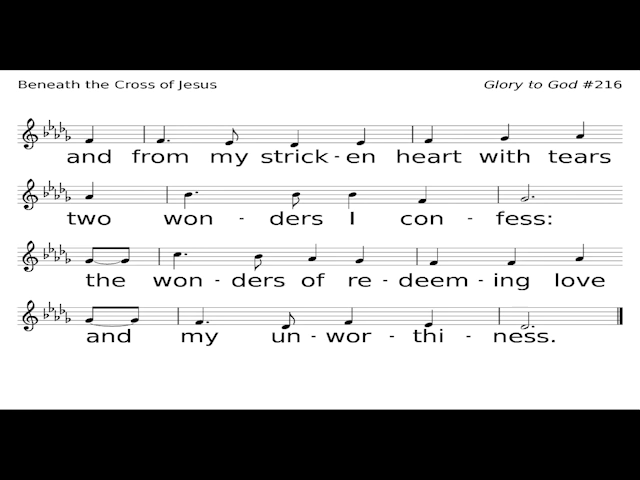 Beneath the Cross of Jesus Glory to God #216
and from my strick - en heart with tears
two won - ders I con - fess:
the won - ders of re - deem - ing love
and my un - wor - thi - ness.